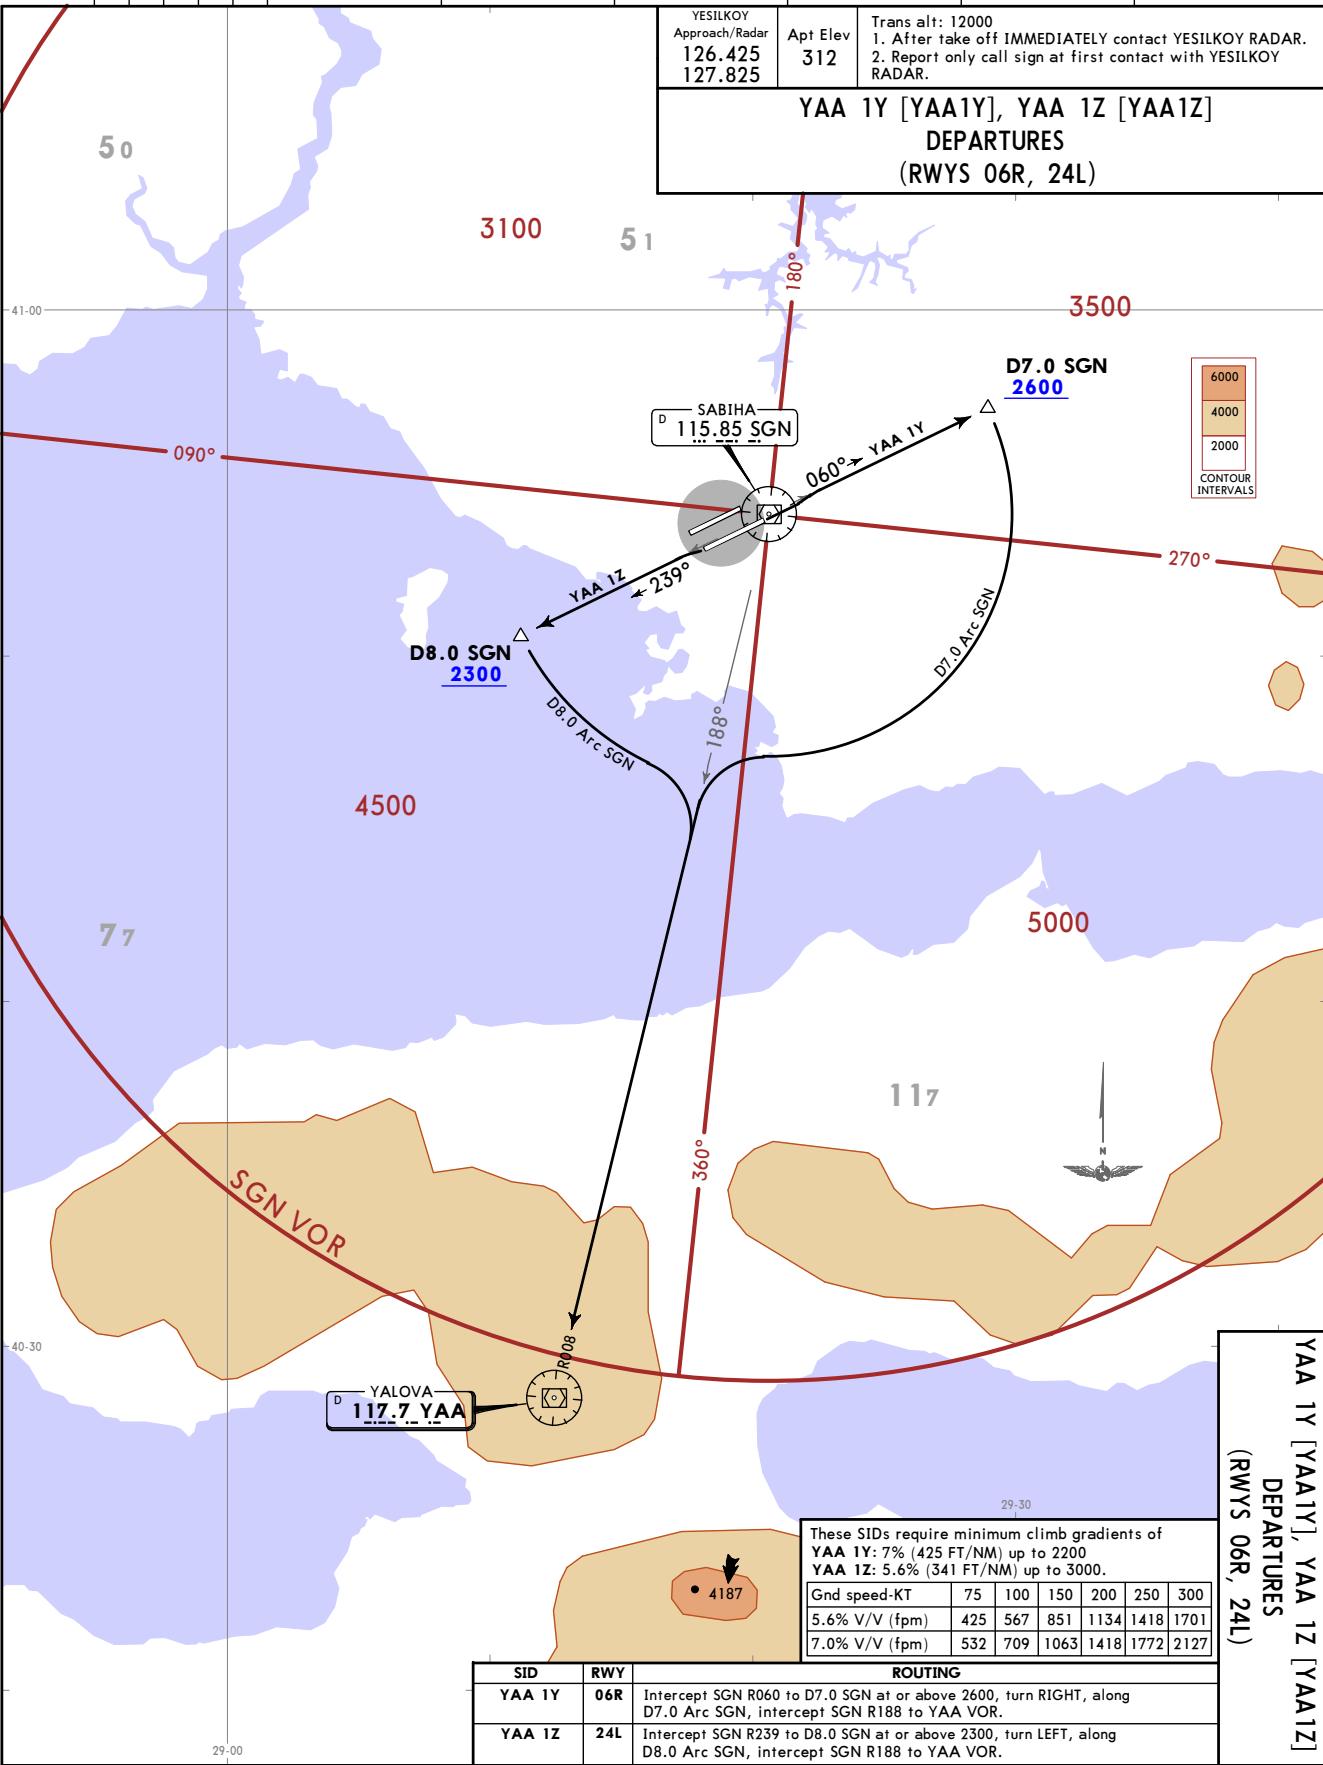 YESILKOY
Approach/Radar
126.425
127.825
Apt Elev
312
Trans alt: 12000
1. After take off IMMEDIATELY contact YESILKOY RADAR.
2. Report only call sign at first contact with YESILKOY
RADAR.
YAA 1Y [YAA1Y], YAA 1Z [YAA1Z]
DEPARTURES
(RWYS 06R, 24L)
50
3100
51
180°
41-00
3500
D7.0 SGN
2600
6000
4000
2000
CONTOUR
INTERVALS
SABIHA
D 115.85 SGN
090°
060°
YAA 1Y
270°
YAA 1Z
239°
D8.0 SGN
2300
D7.0 Arc SGN
D8.0 Arc SGN
188°
4500
77
5000
117
N
360°
SGN VOR
40-30
R008
YALOVA
D 117.7 YAA
29-30
4187
These SIDs require minimum climb gradients of
YAA 1Y: 7% (425 FT/NM) up to 2200
YAA 1Z: 5.6% (341 FT/NM) up to 3000.
Gnd speed-KT 75 100 150 200 250 300
5.6% V/V (fpm) 425 567 851 1134 1418 1701
7.0% V/V (fpm) 532 709 1063 1418 1772 2127
YAA 1Y [YAA1Y], YAA 1Z [YAA1Z]
DEPARTURES
(RWYS 06R, 24L)
SID RWY ROUTING
YAA 1Y 06R Intercept SGN R060 to D7.0 SGN at or above 2600, turn RIGHT, along
D7.0 Arc SGN, intercept SGN R188 to YAA VOR.
YAA 1Z 24L Intercept SGN R239 to D8.0 SGN at or above 2300, turn LEFT, along
D8.0 Arc SGN, intercept SGN R188 to YAA VOR.
29-00